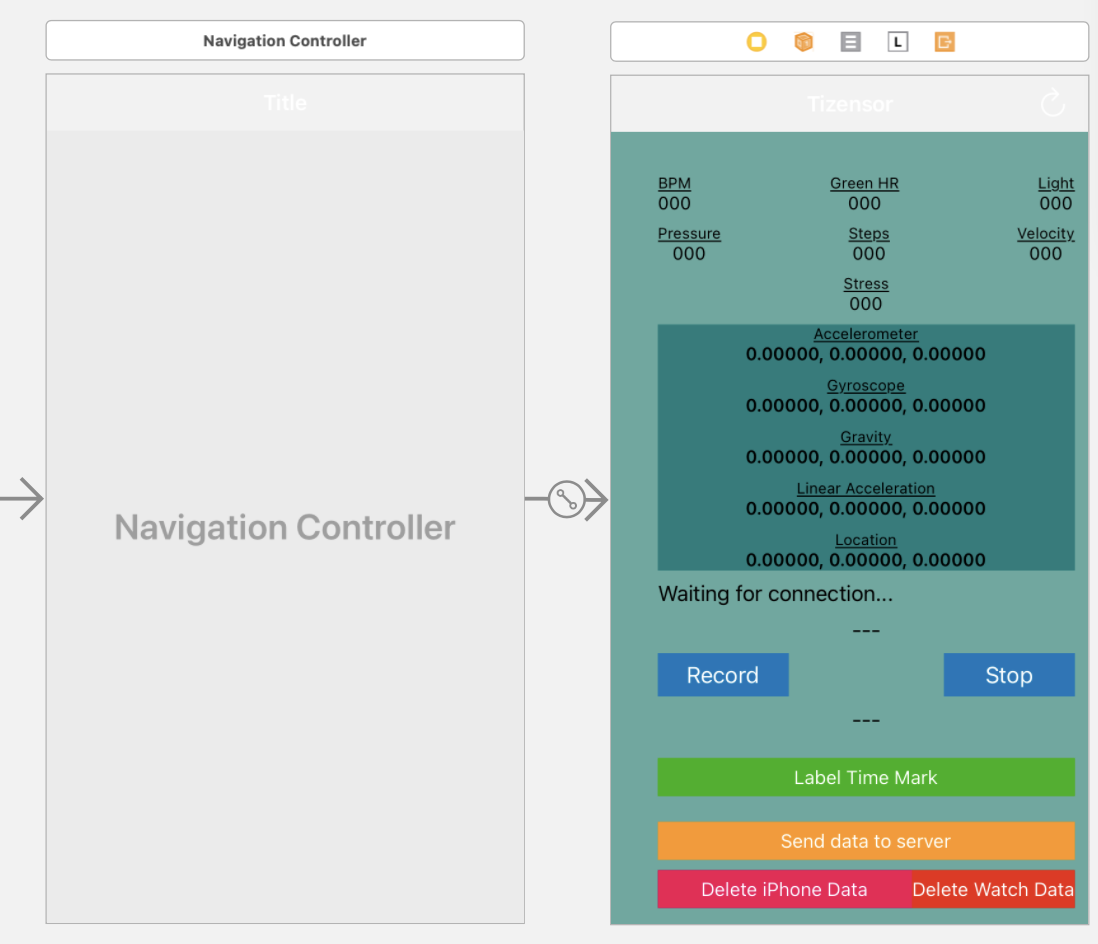 Navigation Controller
Title
Navigation Controller
L
Tizensor
BPM Green HR Light
000 000 000
Pressure Steps Velocity
000 000 000
Stress
000
Accelerometer
0.00000, 0.00000, 0.00000
Gyroscope
0.00000, 0.00000, 0.00000
Gravity
0.00000, 0.00000, 0.00000
Linear Acceleration
0.00000, 0.00000, 0.00000
Location
0.00000, 0.00000, 0.00000
Waiting for connection...
---
Record Stop
---
Label Time Mark
Send data to server
Delete iPhone Data Delete Watch Data